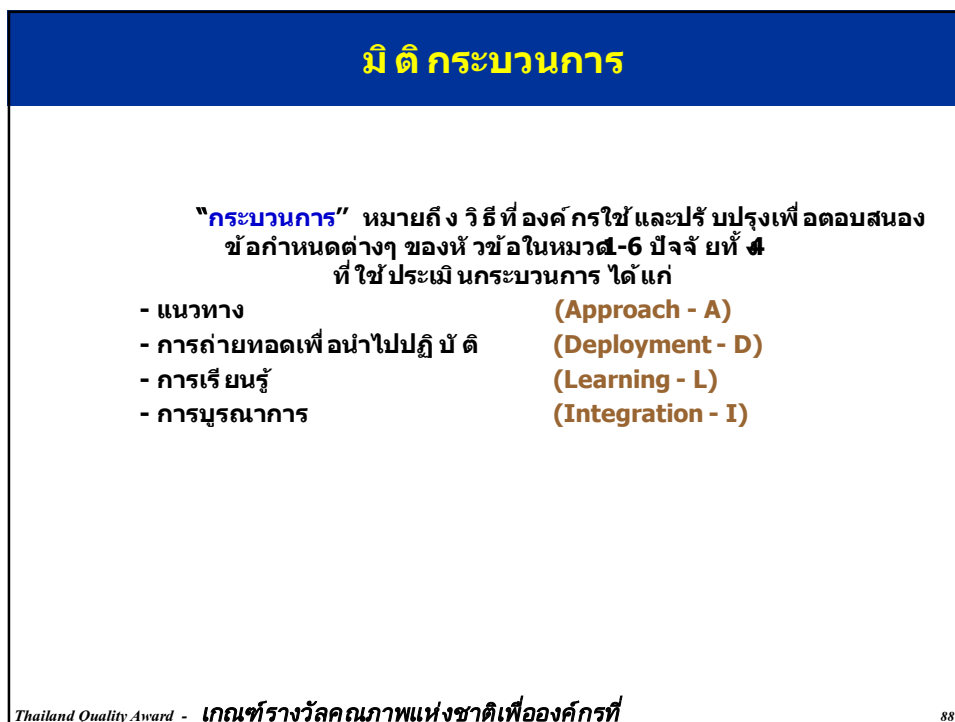 มิติกระบวนการ
“กระบวนการ” หมายถึง วิธีที่องค์กรใช้และปรับปรุงเพื่อตอบสนอง
ข้อกำหนดต่างๆ ของหัวข้อในหมวด1-6 ปัจจัยทั้ง4
ที่ใช้ประเมินกระบวนการ ได้แก่
- แนวทาง (Approach - A)
- การถ่ายทอดเพื่อนำไปปฏิบัติ (Deployment - D)
- การเรียนรู้ (Learning - L)
- การบูรณาการ (Integration - I)
Thailand Quality Award - เกณฑ์รางวัลคุณภาพแห่งชาติเพื่อองค์กรที่ 88